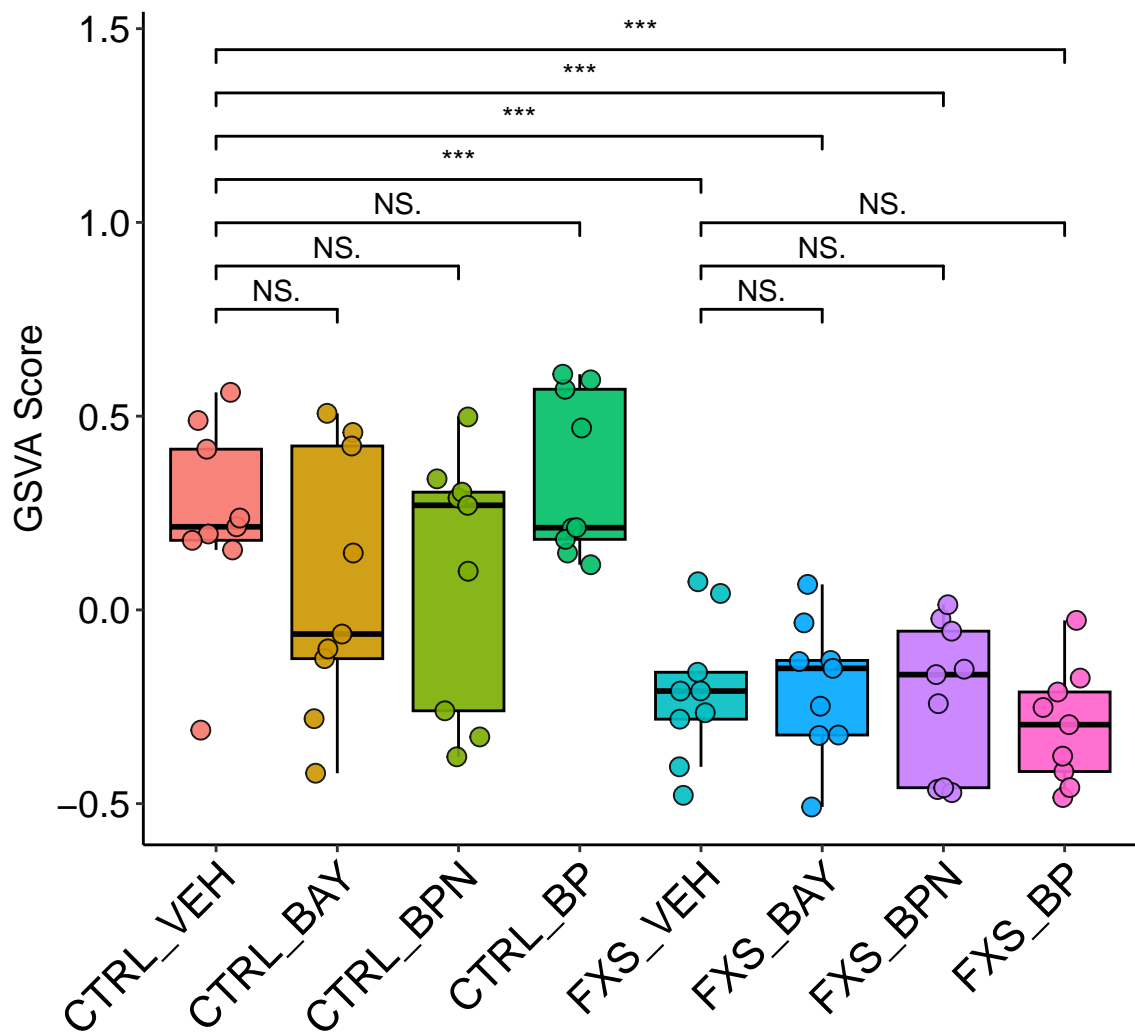 1.5
1.0
0.5
0.0
−0.5
GSVA Score
***
***
***
***
NS.
NS.
NS.
NS.
NS.
NS.
CTRL_VEH
CTRL_BAY
CTRL_BPN
CTRL_BP
FXS_VEH
FXS_BAY
FXS_BPN
FXS_BP